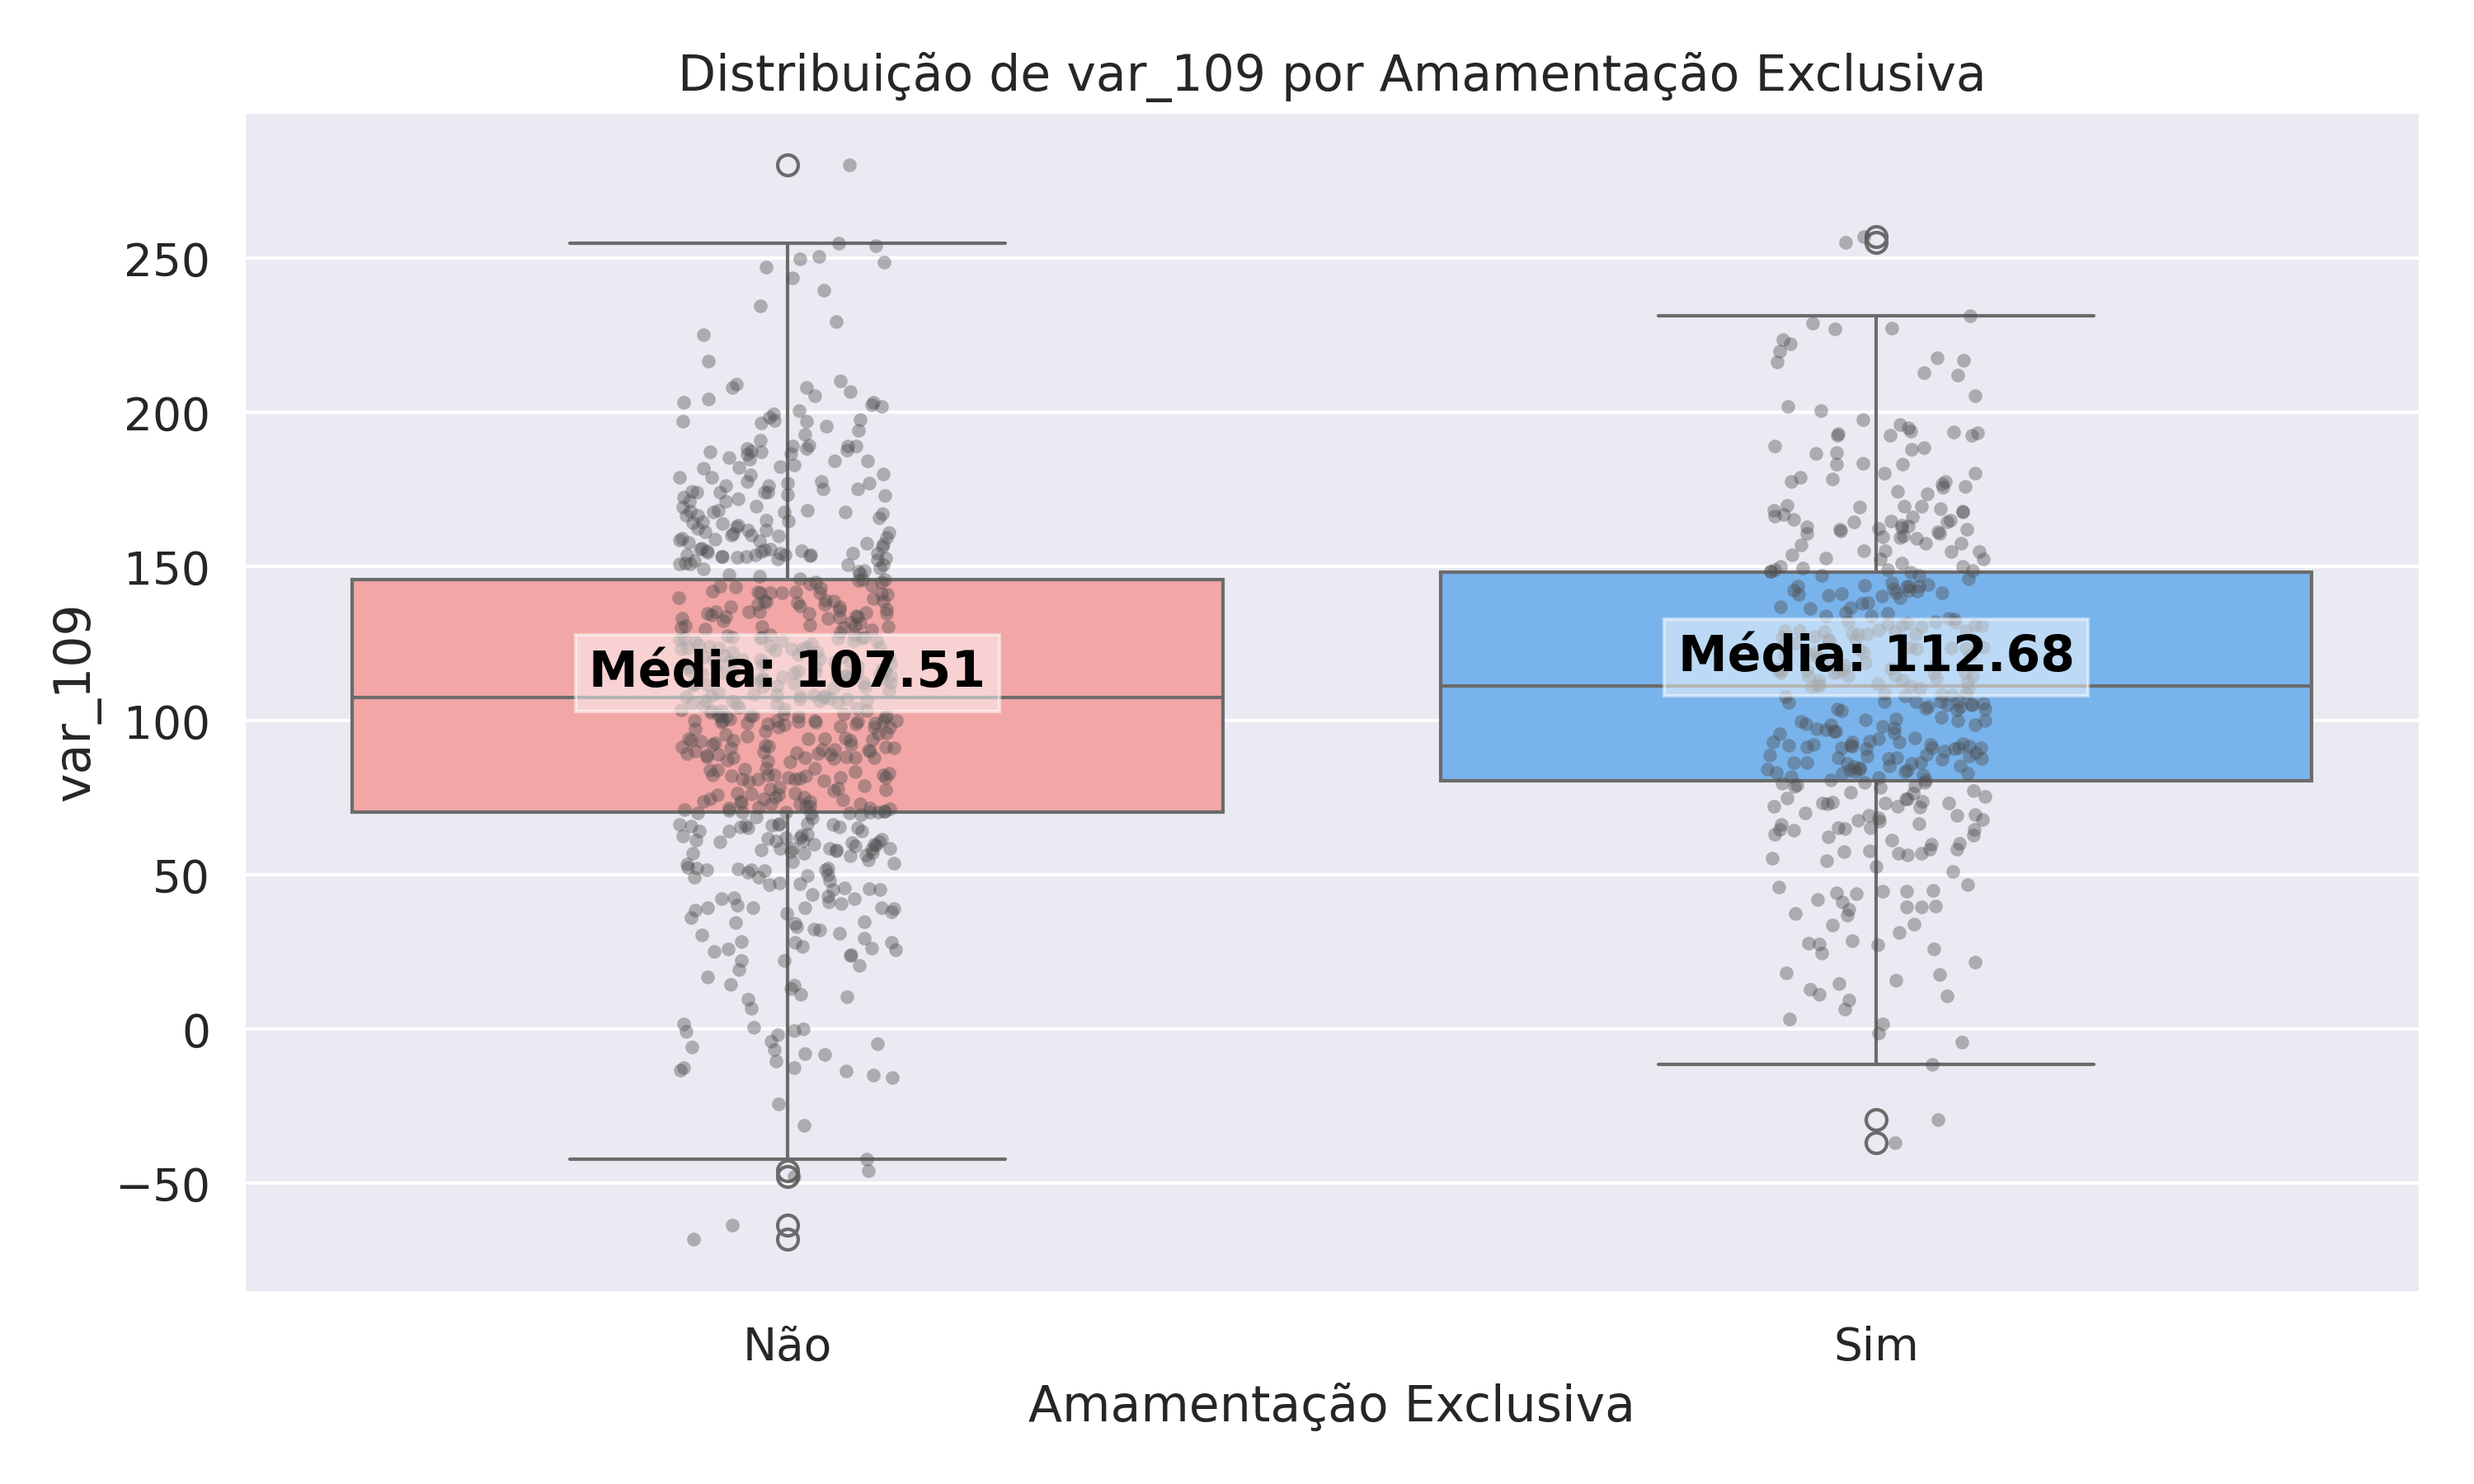 Distribuição de var_109 por Amamentação Exclusiva
250
200
150
100
50
0
−50
var_109
Média: 107.51
Média: 112.68
Não
Sim
Amamentação Exclusiva